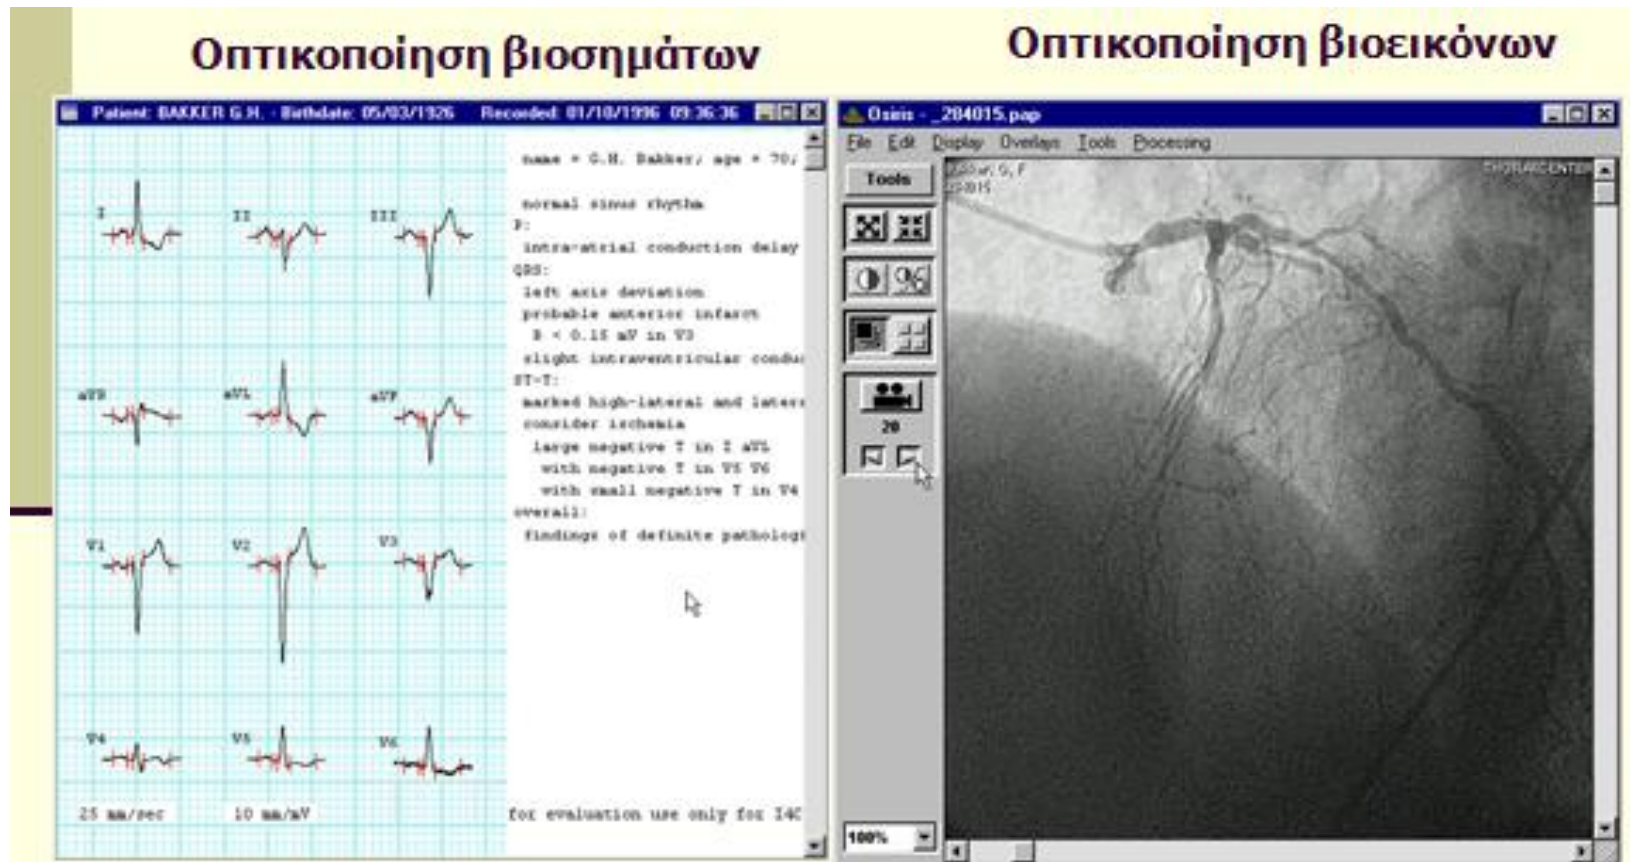 Οπτικοποίηση βιοσημάτων
Οπτικοποίηση βιοεικόνων
Patient: BAKKER G.H. - Birthdate: 05/03/1926 Recorded: 01/10/1996 09:36:36
I
II
III
aVR
aVL
aVF
V1
V2
V3
V4
V5
V6
25 mm/sec
10 mm/mV
name = G.H. Bakker; age = 70;
normal sinus rhythm
P:
intra-atrial conduction delay
QRS:
left axis deviation
probable anterior infarct
R < 0.15 mV in V3
slight intraventricular conduc
ST-T:
marked high-lateral and latera
consider ischemia
large negative T in I aVL
with negative T in V5 V6
with small negative T in V4
overall:
findings of definite patholog
for evaluation use only for I4C
Osiris - _284015.pap
File Edit Display Overlays Tools Processing
Tools
20
100%
G, F
284015
THORAXCENTER